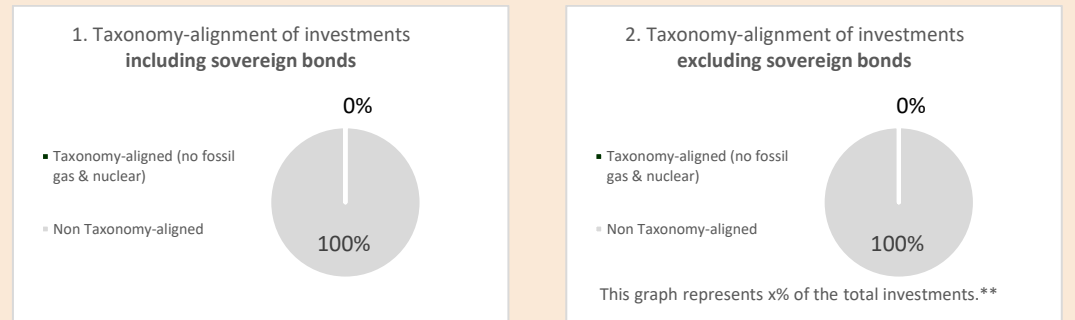 1. Taxonomy-alignment of investments
including sovereign bonds
0%
Taxonomy-aligned (no fossil
gas & nuclear)
Non Taxonomy-aligned
100%
2. Taxonomy-alignment of investments
excluding sovereign bonds
0%
Taxonomy-aligned (no fossil
gas & nuclear)
Non Taxonomy-aligned
100%
This graph represents x% of the total investments.**